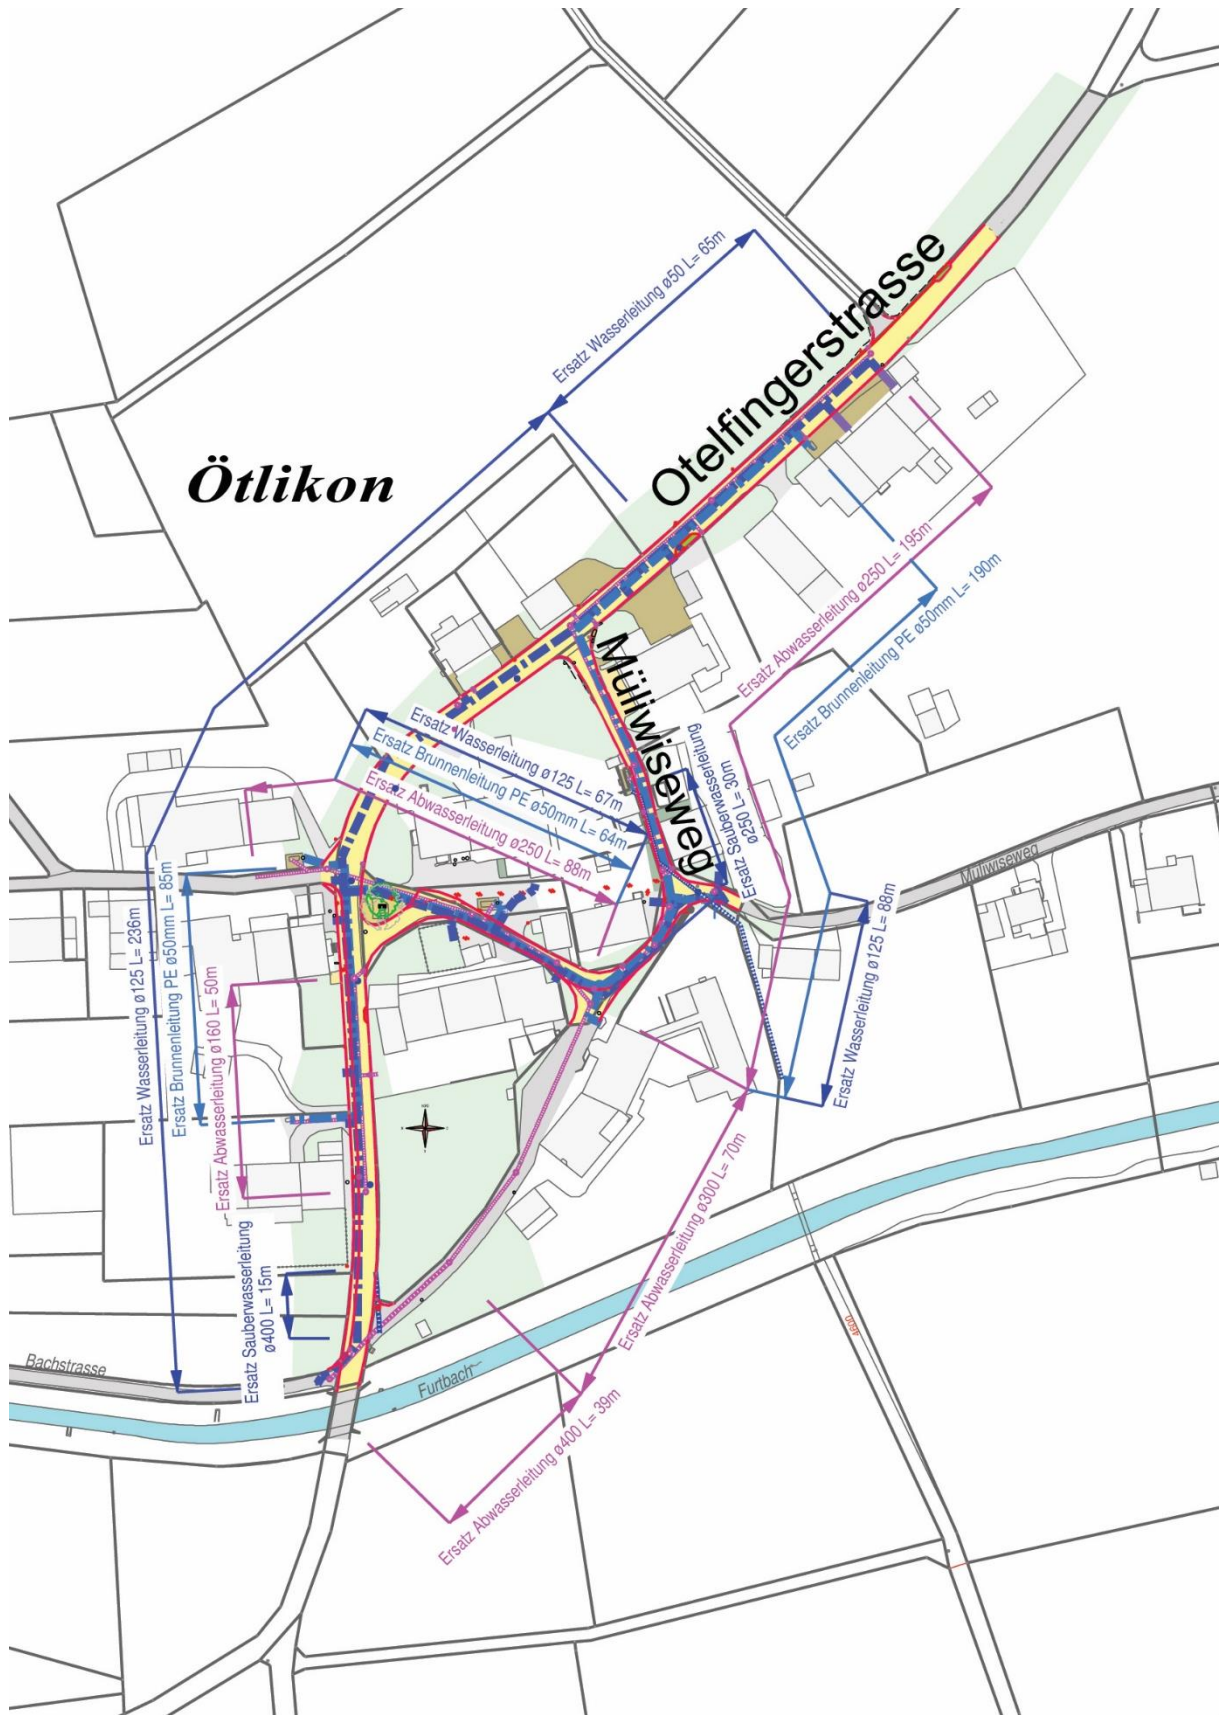 Ersatz Wasserleitung ø50 L= 65m
Otelfingerstrasse
Ötlikon
Ersatz Abwasserleitung ø250 L= 195m
Ersatz Brunnenleitung PE ø50mm L= 190m
Müliwiseweg
Ersatz Wasserleitung ø125 L= 67m
Ersatz Brunnenleitung PE ø50mm L= 64m
Ersatz Abwasserleitung ø250 L= 88m
Ersatz Sauberwasserleitung
ø250 L= 30m
Müliwiseweg
Ersatz Wasserleitung ø125 L= 88m
Ersatz Wasserleitung ø125 L= 236m
Ersatz Brunnenleitung PE ø50mm L= 85m
Ersatz Abwasserleitung ø160 L= 50m
Ersatz Abwasserleitung ø300 L= 70m
Ersatz Sauberwasserleitung
ø400 L= 15m
4600
Bachstrasse
Furtbach
Ersatz Abwasserleitung ø400 L= 39m